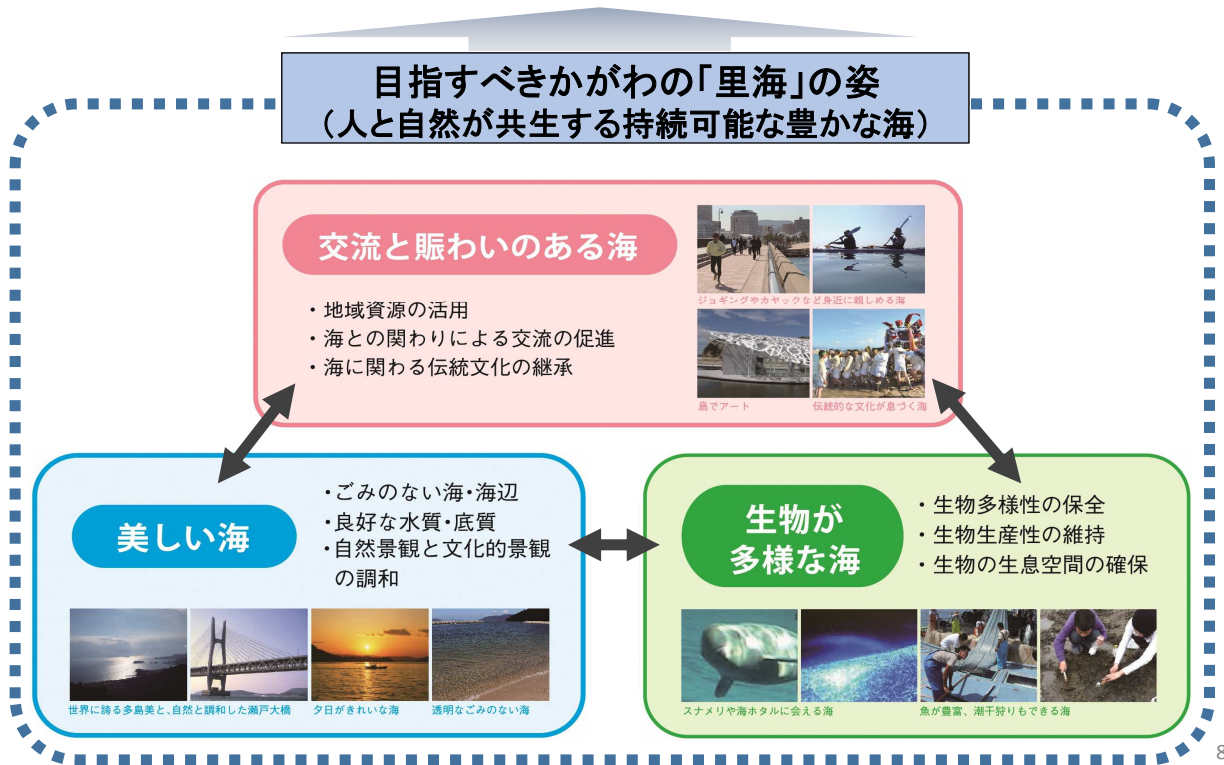 目指すべきかがわの「里海」の姿
（人と自然が共生する持続可能な豊かな海）
交流と賑わいのある海
・地域資源の活用
・海との関わりによる交流の促進
・海に関わる伝統文化の継承
ジョギングやカヤックなど身近に親しめる海
島でアート
伝統的な文化が息づく海
美しい海
・ごみのない海・海辺
・良好な水質・底質
・自然景観と文化的景観
の調和
世界に誇る多島美と、自然と調和した瀬戸大橋
夕日がきれいな海
透明なごみのない海
生物が
多様な海
・生物多様性の保全
・生物生産性の維持
・生物の生息空間の確保
スナメリや海ホタルに会える海
魚が豊富、潮干狩りもできる海
8